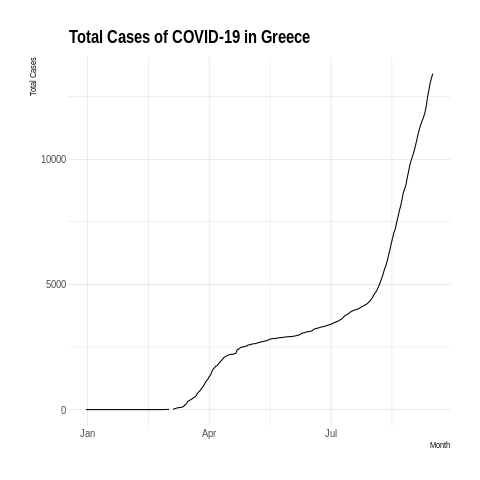 Total Cases of COVID-19 in Greece
Total Cases
10000
5000
0
Jan Apr Jul
Month